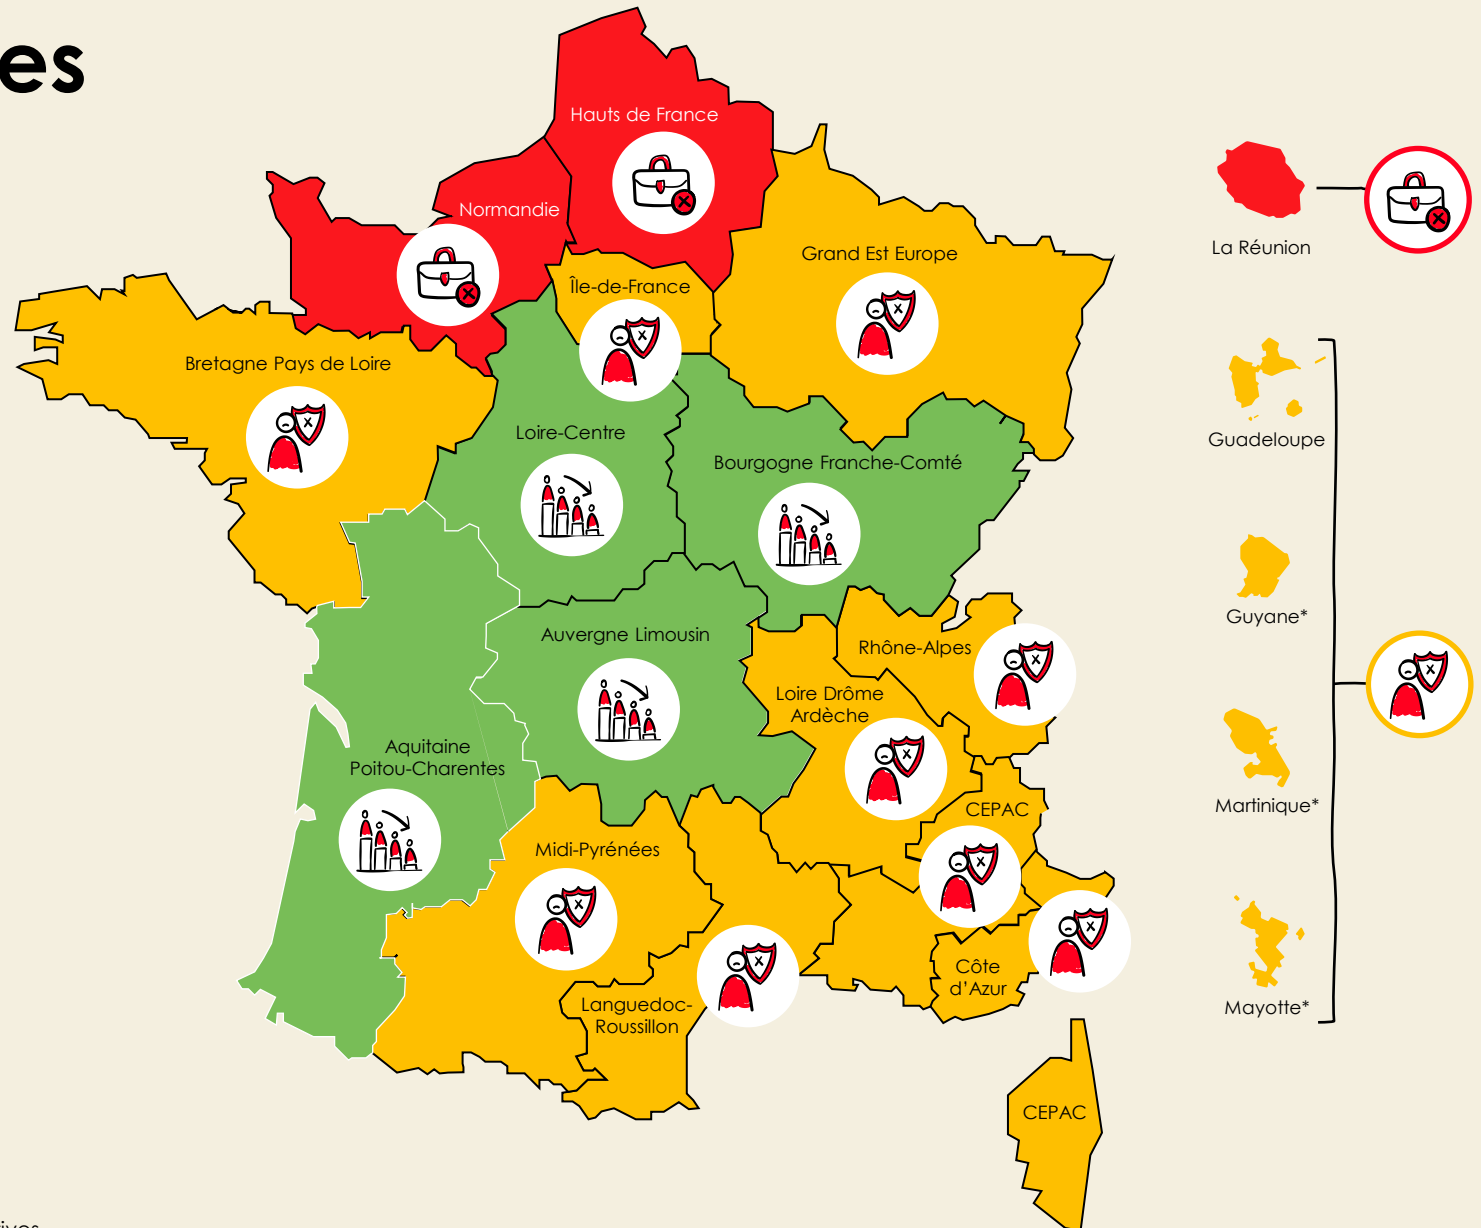 es
Hauts de France
Normandie
Île-de-France
Grand Est Europe
La Réunion
Bretagne Pays de Loire
Loire-Centre
Bourgogne Franche-Comté
Guadeloupe
Guyane*
Auvergne Limousin
Rhône-Alpes
Loire Drôme
Ardèche
Aquitaine
Poitou-Charentes
CEPAC
Martinique*
Midi-Pyrénées
Côte
d'Azur
Languedoc-
Roussillon
Mayotte*
CEPAC